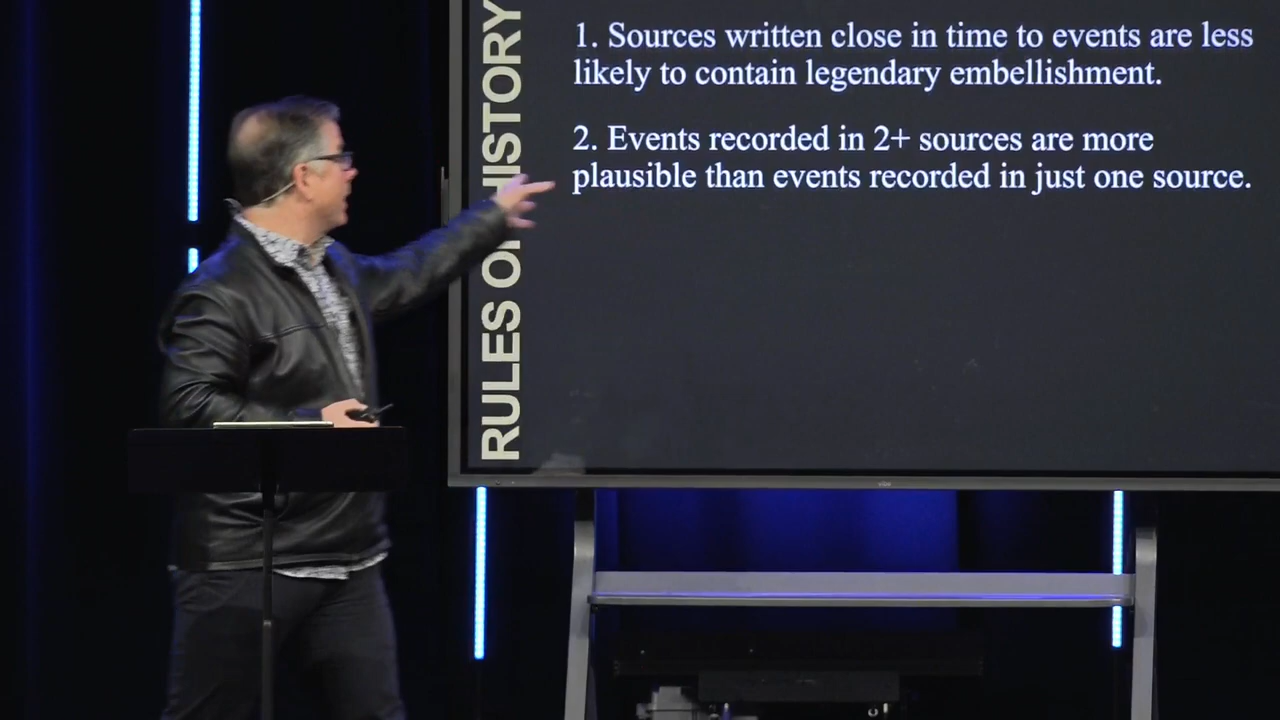 RULES OF HISTORY
1. Sources written close in time to events are less
likely to contain legendary embellishment.
2. Events recorded in 2+ sources are more
plausible than events recorded in just one source.